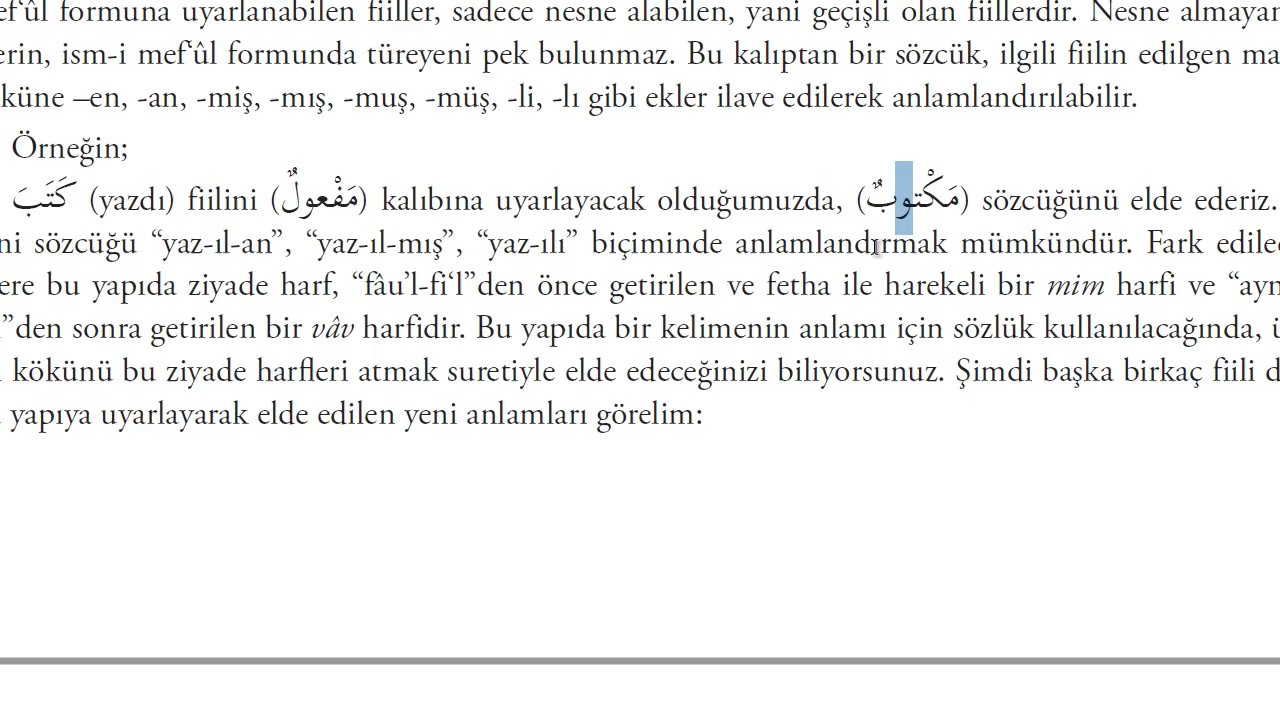 ef‘ûl formuna uyarlanabilen fiiller, sadece nesne alabilen, yani geçişli olan fiillerdir. Nesne almayan
erin, ism-i mef‘ûl formunda türeyeni pek bulunmaz. Bu kalıptan bir sözcük, ilgili fiilin edilgen ma
küne –en, -an, -miş, -mış, -muş, -müş, -li, -lı gibi ekler ilave edilerek anlamlandırılabilir.
Örneğin;
كَتَبَ (yazdı) fiilini (مَفْعولٌ) kalıbına uyarlayacak olduğumuzda, (مَكْتوبٌ) sözcüğünü elde ederiz.
ni sözcüğü “yaz-ıl-an”, “yaz-ıl-mış”, “yaz-ılı” biçiminde anlamlandırmak mümkündür. Fark edilec
ere bu yapıda ziyade harf, “fâu’l-fi‘l”den önce getirilen ve fetha ile harekeli bir mim harfi ve “ayn
”den sonra getirilen bir vâv harfidir. Bu yapıda bir kelimenin anlamı için sözlük kullanılacağında, ü
kökünü bu ziyade harfleri atmak suretiyle elde edeceğinizi biliyorsunuz. Şimdi başka birkaç fiili d
yapıya uyarlayarak elde edilen yeni anlamları görelim: